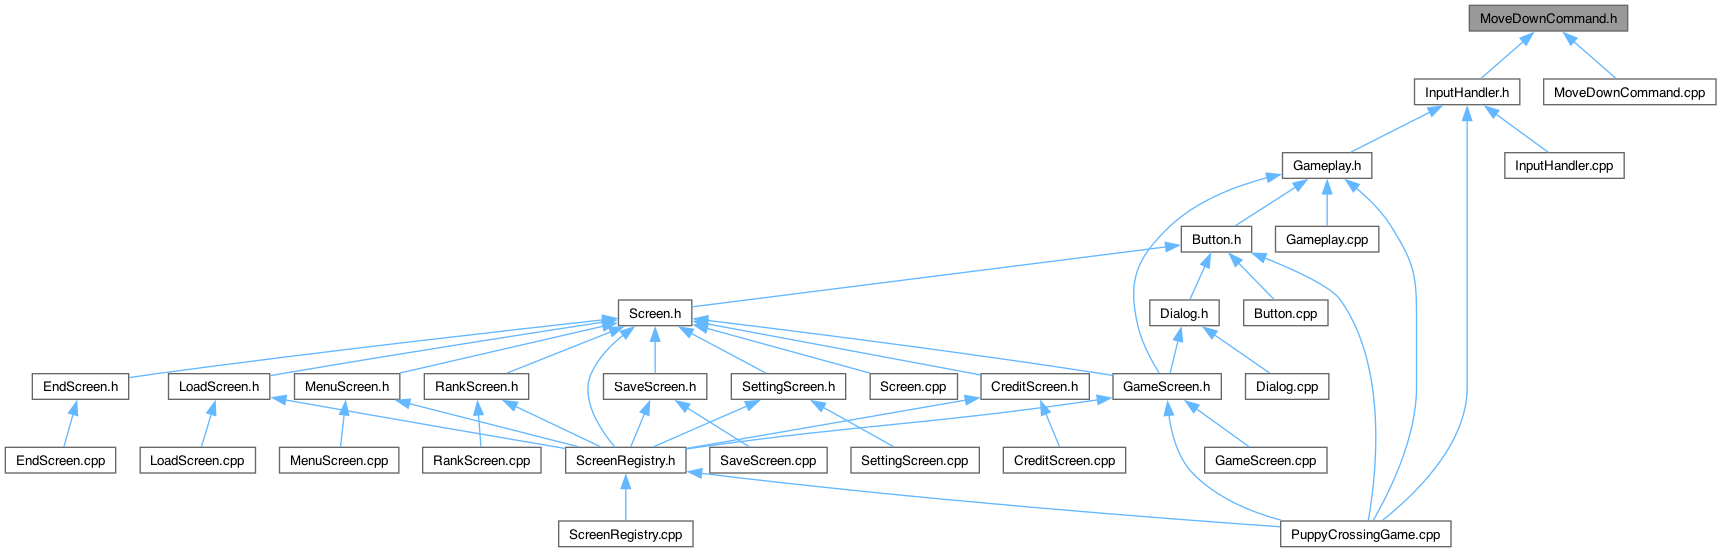 MoveDownCommand.h
InputHandler.h
MoveDownCommand.cpp
Gameplay.h
InputHandler.cpp
Button.h
Gameplay.cpp
Screen.h
Dialog.h
Button.cpp
EndScreen.h
LoadScreen.h
MenuScreen.h
RankScreen.h
SaveScreen.h
SettingScreen.h
Screen.cpp
CreditScreen.h
GameScreen.h
Dialog.cpp
EndScreen.cpp
LoadScreen.cpp
MenuScreen.cpp
RankScreen.cpp
ScreenRegistry.h
SaveScreen.cpp
SettingScreen.cpp
CreditScreen.cpp
GameScreen.cpp
ScreenRegistry.cpp
PuppyCrossingGame.cpp